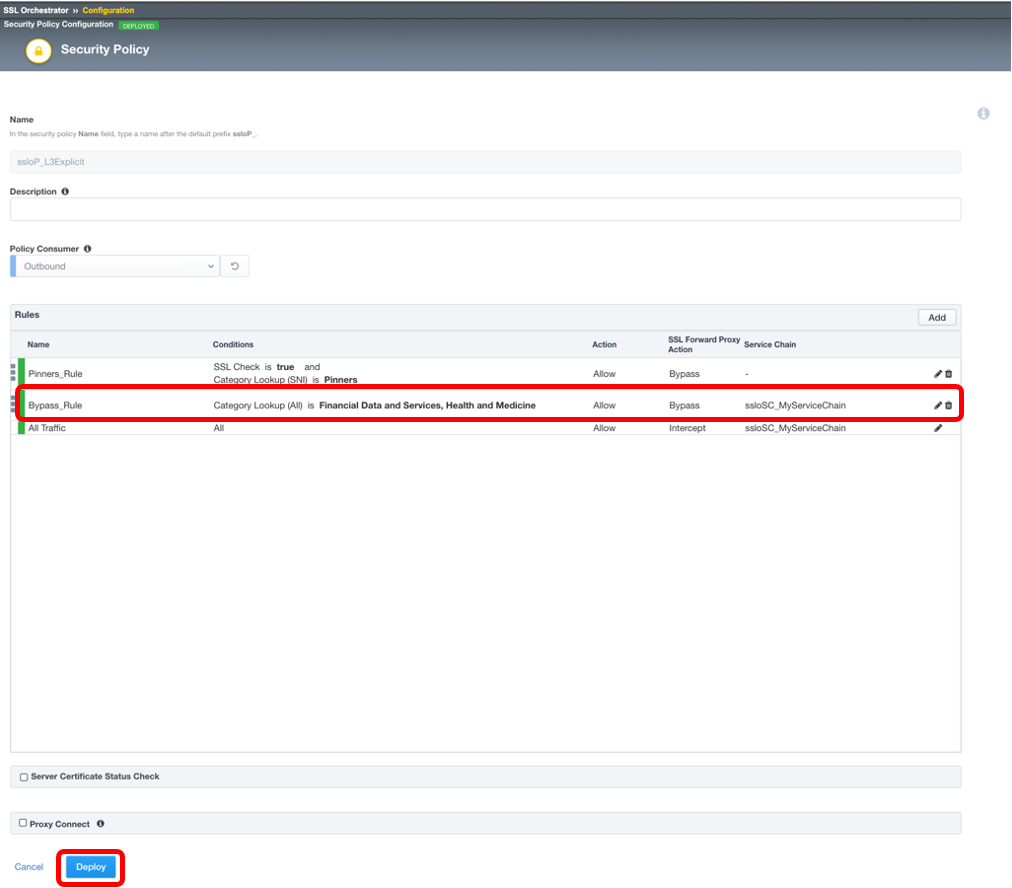 SSL Orchestrator » Configuration
Security Policy Configuration DEPLOYED
Security Policy
Name
In the security policy Name field, type a name after the default prefix ssloP_.
ssloP_L3Explicit
Description
Policy Consumer
Outbound
Rules
Add
Name Conditions Action SSL Forward Proxy Action Service Chain
Pinners_Rule SSL Check is true and
Category Lookup (SNI) is Pinners Allow Bypass -
Bypass_Rule Category Lookup (All) is Financial Data and Services, Health and Medicine Allow Bypass ssloSC_MyServiceChain
All Traffic All Allow Intercept ssloSC_MyServiceChain
Server Certificate Status Check
Proxy Connect
Cancel Deploy